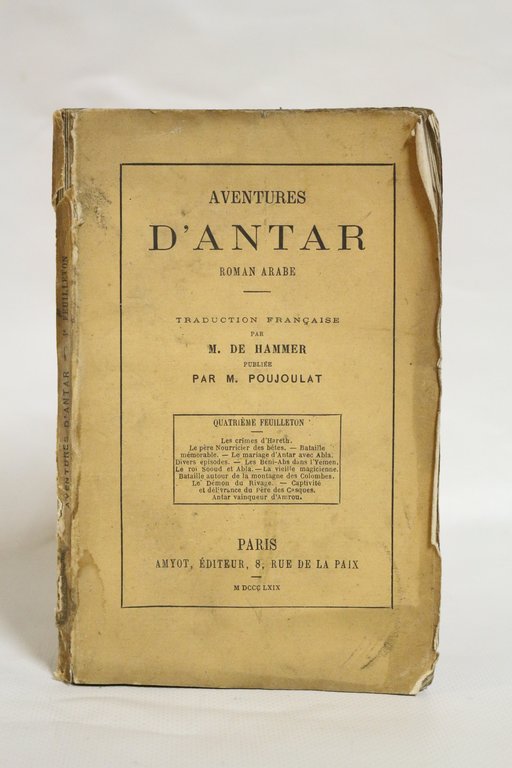 AVENTURES
D'ANTAR
ROMAN ARABE
TRADUCTION FRANÇAISE
PAR
M. DE HAMMER
PUBLIÉE
PAR M. POUJOULAT
QUATRIÈME FEUILLETON
Les crimes d'Hareth.
Le père Nourricier des bêtes. — Bataille
mémorable. — Le mariage d'Antar avec Abla.
Divers épisodes. — Les Béni-Abs dans l'Yémen.
Le roi Sooud et Abla. — La vieille magicienne.
Bataille autour de la montagne des Colombes.
Le Démon du Rivage. — Captivité
et délivrance du Père des Casques.
Antar vainqueur d'Amrou.
PARIS
AMYOT, ÉDITEUR, 8, RUE DE LA PAIX
M DCCC LXIX
AVENTURES D'ANTAR — FEUILLETON